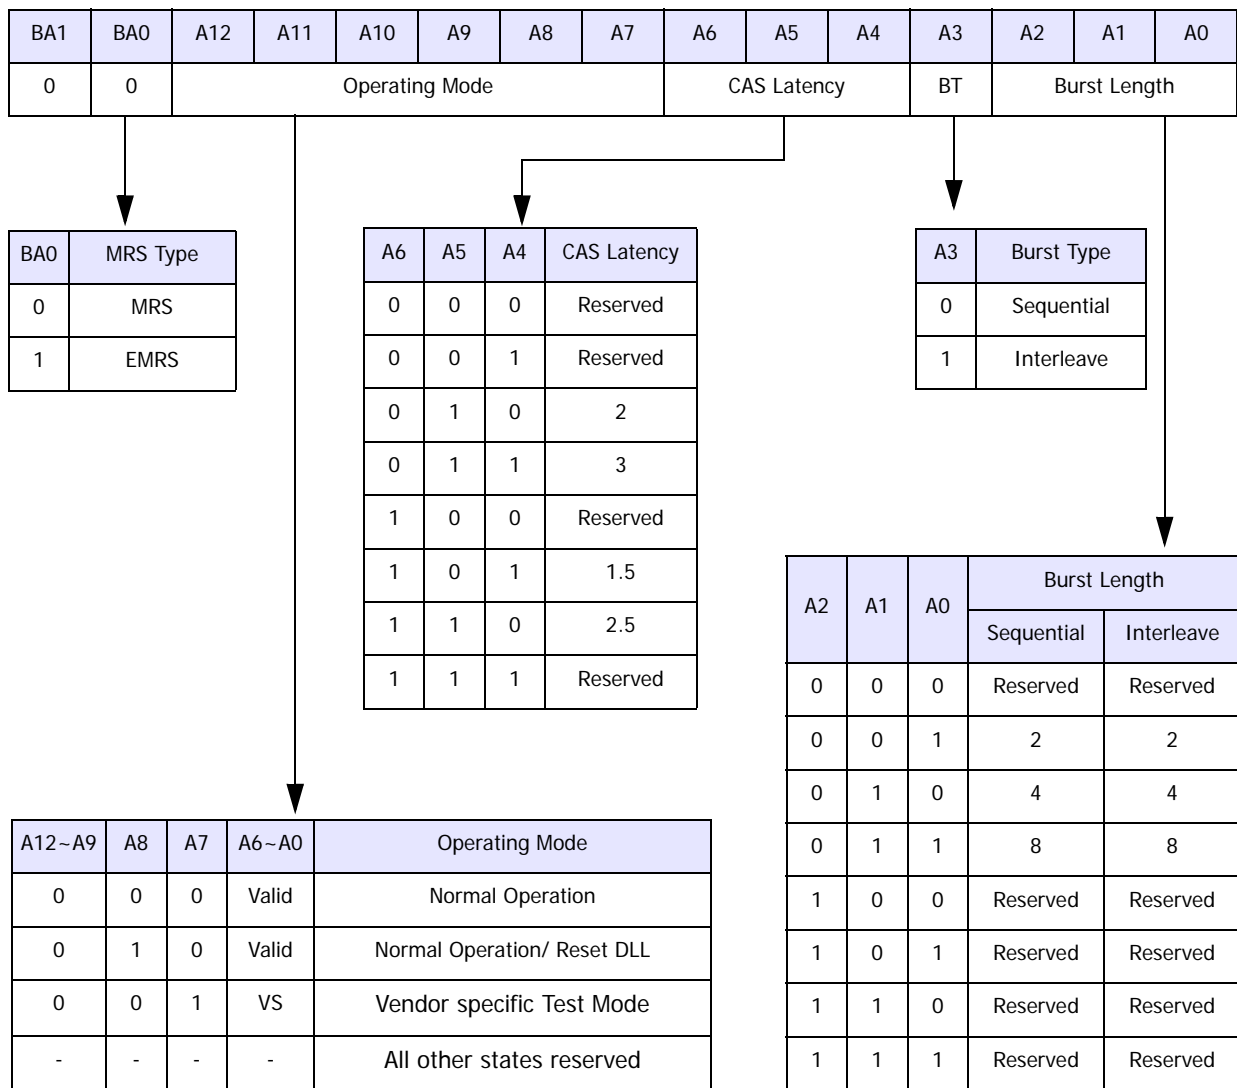 BA1 BA0 A12 A11 A10 A9 A8 A7 A6 A5 A4 A3 A2 A1 A0
0 0 Operating Mode CAS Latency BT Burst Length
BA0 MRS Type
0 MRS
1 EMRS
A6 A5 A4 CAS Latency
0 0 0 Reserved
0 0 1 Reserved
0 1 0 2
0 1 1 3
1 0 0 Reserved
1 0 1 1.5
1 1 0 2.5
1 1 1 Reserved
A3 Burst Type
0 Sequential
1 Interleave
A2 A1 A0 Burst Length
Sequential Interleave
0 0 0 Reserved Reserved
0 0 1 2 2
0 1 0 4 4
0 1 1 8 8
1 0 0 Reserved Reserved
1 0 1 Reserved Reserved
1 1 0 Reserved Reserved
1 1 1 Reserved Reserved
A12~A9 A8 A7 A6~A0 Operating Mode
0 0 0 Valid Normal Operation
0 1 0 Valid Normal Operation/ Reset DLL
0 0 1 VS Vendor specific Test Mode
- - - - All other states reserved